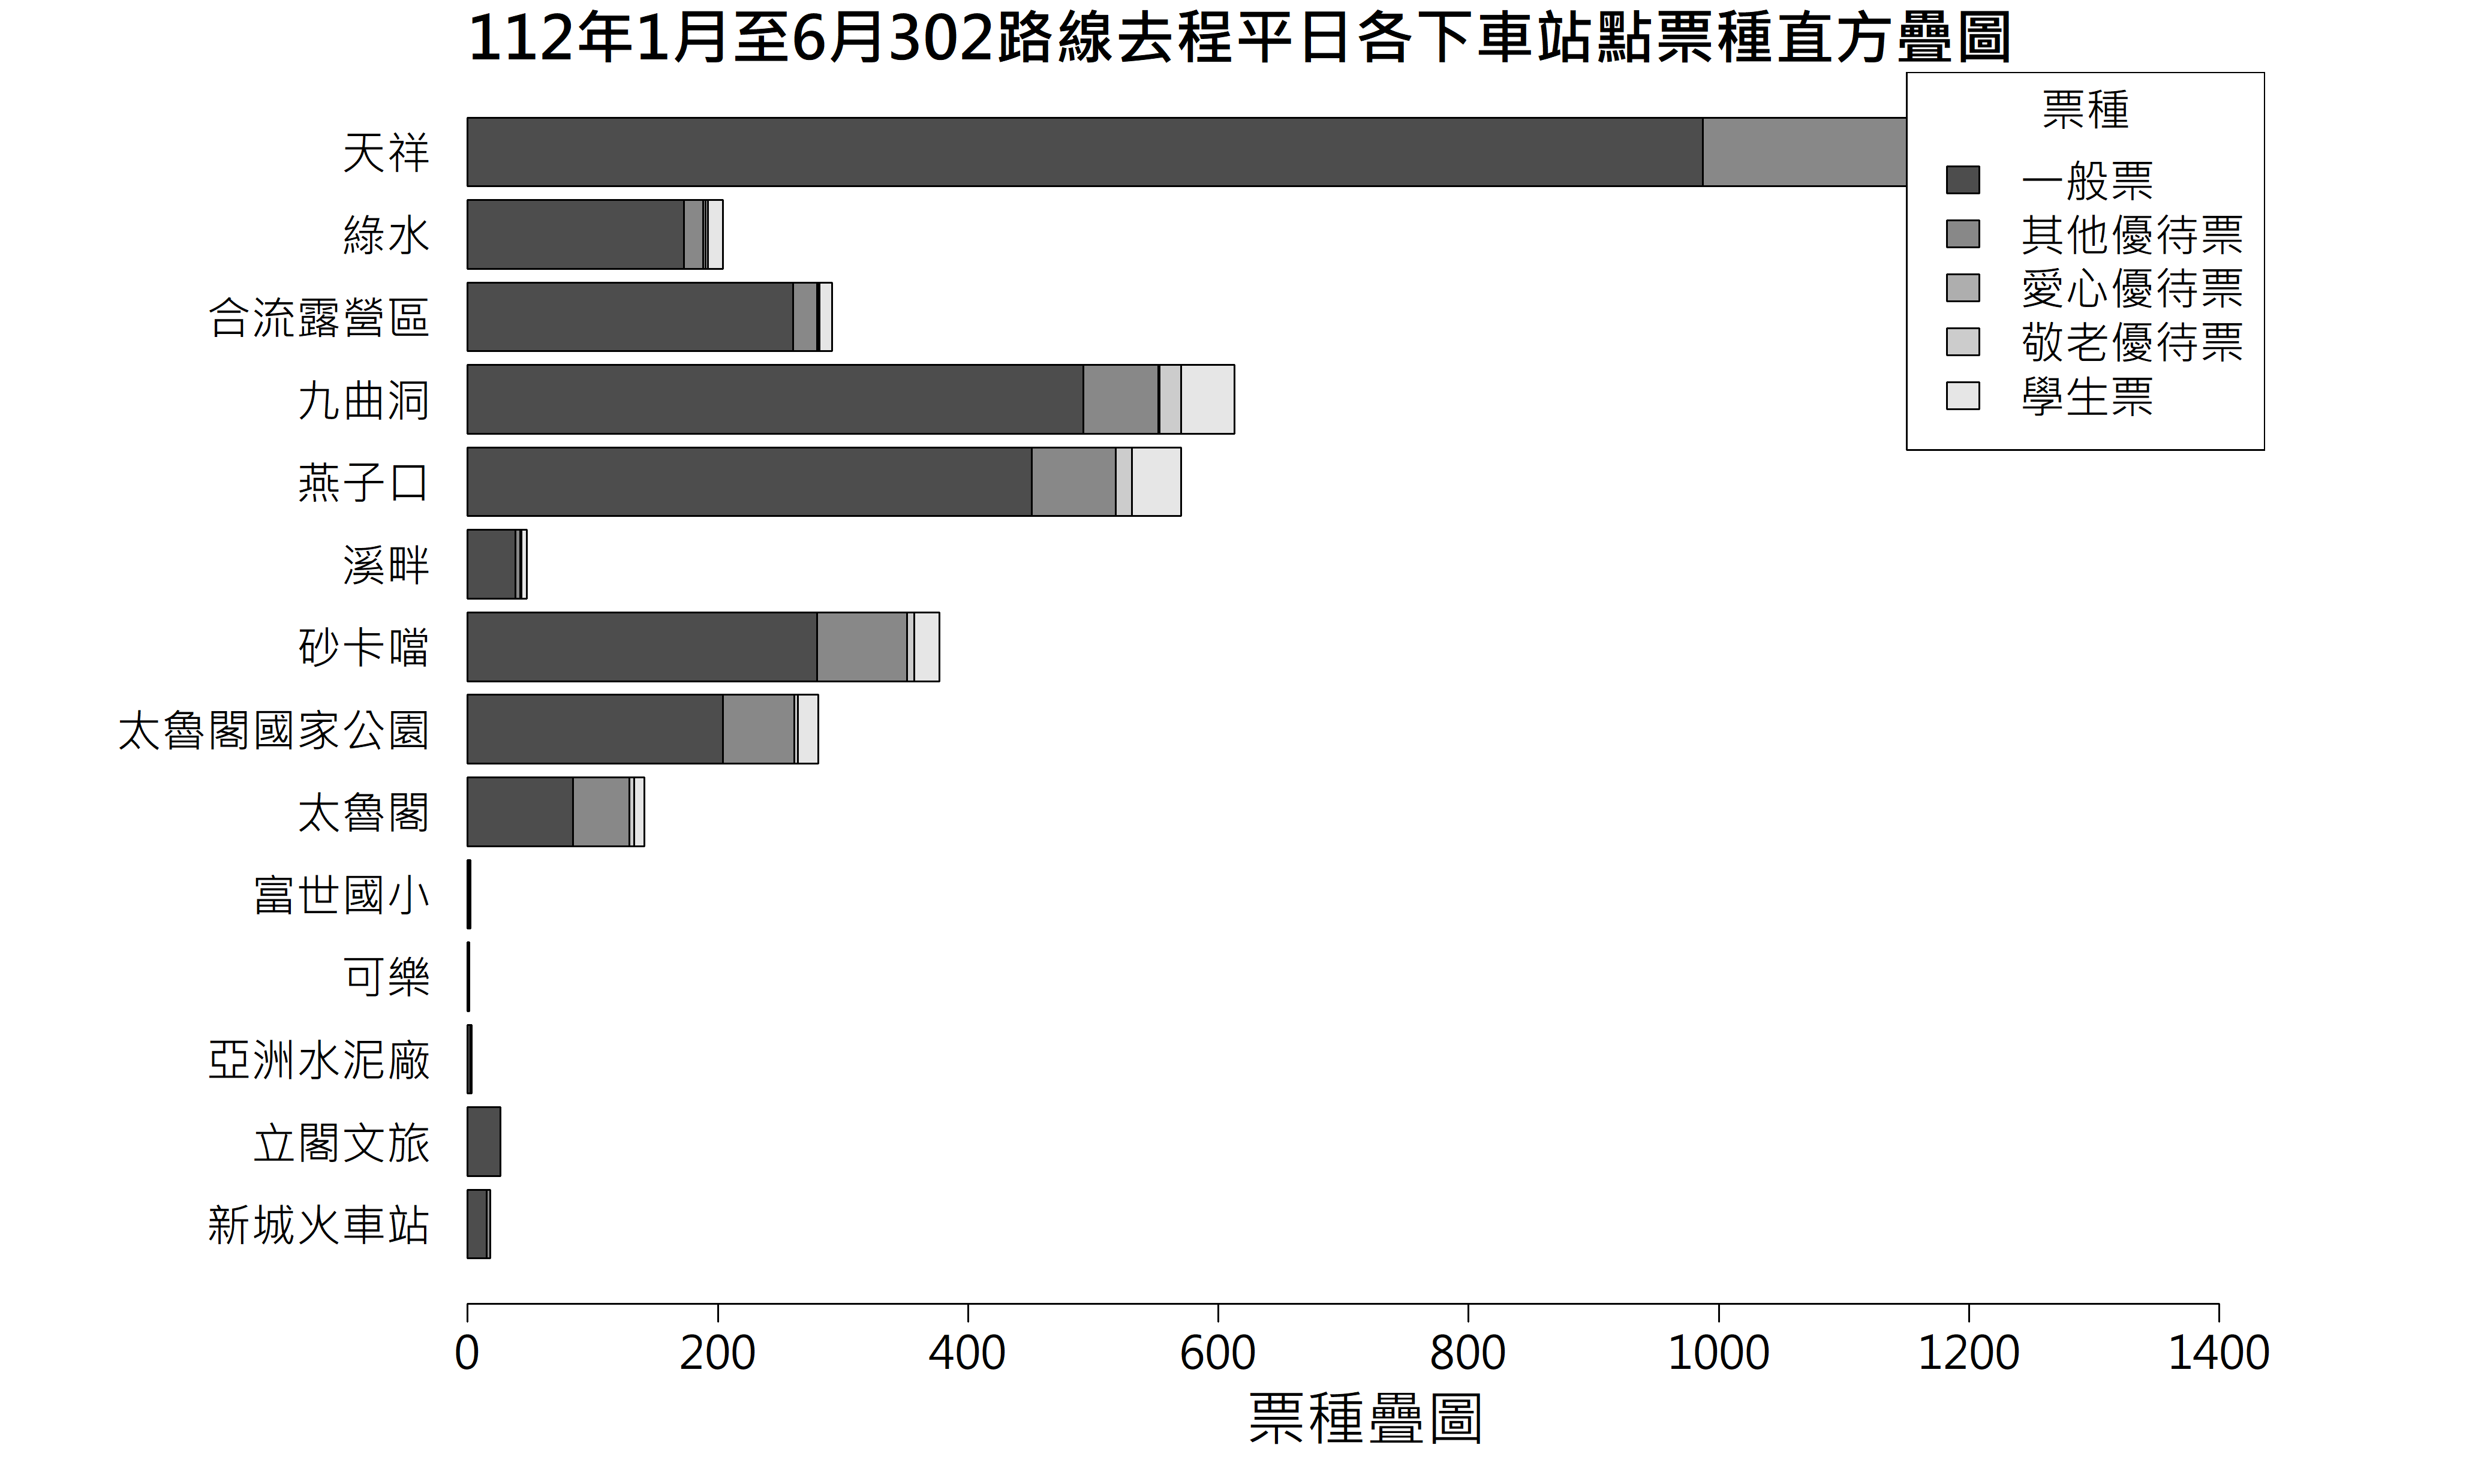 112年1月至6月302路線去程平日各下車站點票種直方疊圖
票種
一般票
其他優待票
愛心優待票
敬老優待票
學生票
天祥
綠水
合流露營區
九曲洞
燕子口
溪畔
砂卡噹
太魯閣國家公園
太魯閣
富世國小
可樂
亞洲水泥廠
立閣文旅
新城火車站
0 200 400 600 800 1000 1200 1400
票種疊圖